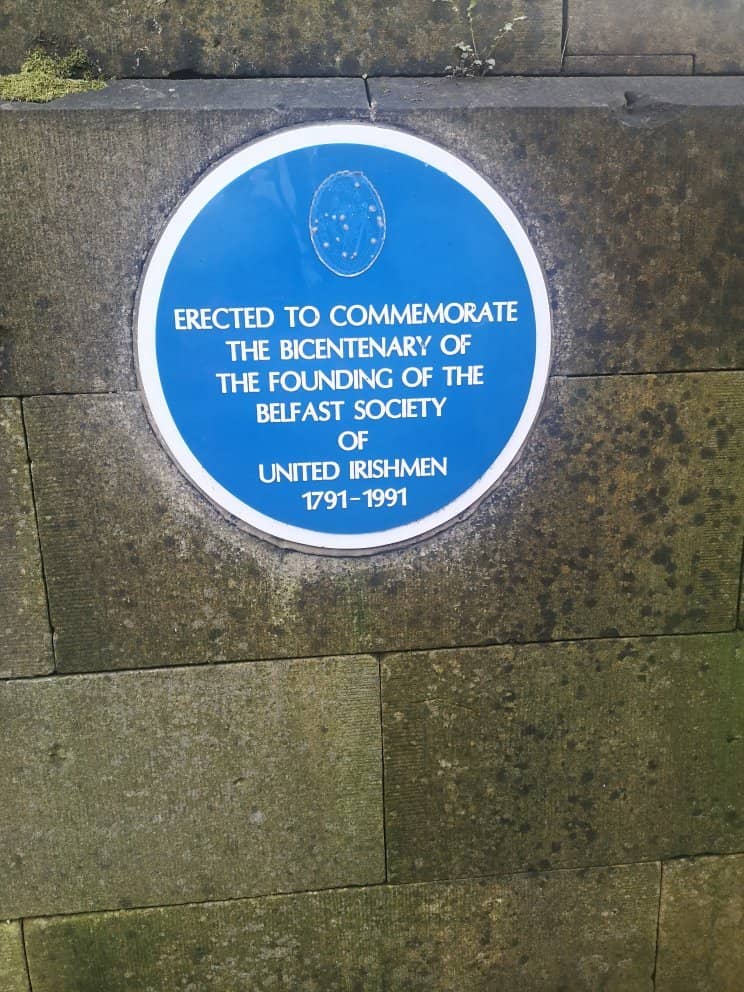 ERECTED TO COMMEMORATE
THE BICENTENARY OF
THE FOUNDING OF THE
BELFAST SOCIETY
OF
UNITED IRISHMEN
1791-1991